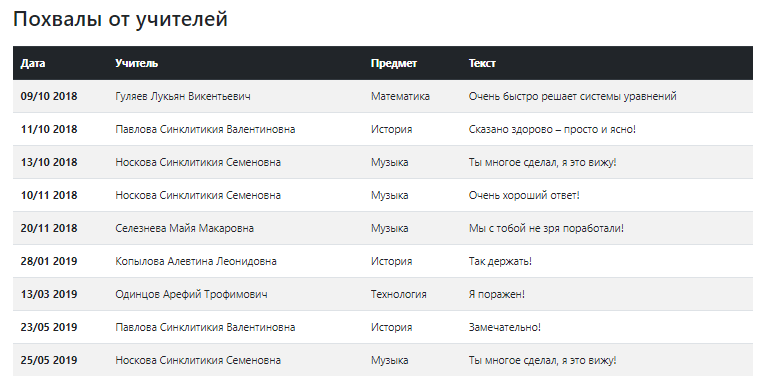 Похвалы от учителей
Дата Учитель Предмет Текст
09/10 2018 Гуляев Лукьян Викентьевич Математика Очень быстро решает системы уравнений
11/10 2018 Павлова Синклитикия Валентиновна История Сказано здорово – просто и ясно!
13/10 2018 Носкова Синклитикия Семеновна Музыка Ты многое сделал, я это вижу!
10/11 2018 Носкова Синклитикия Семеновна Музыка Очень хороший ответ!
20/11 2018 Селезнева Майя Макаровна Музыка Мы с тобой не зря поработали!
28/01 2019 Копылова Алевтина Леонидовна История Так держать!
13/03 2019 Одинцов Арефий Трофимович Технология Я поражен!
23/05 2019 Павлова Синклитикия Валентиновна История Замечательно!
25/05 2019 Носкова Синклитикия Семеновна Музыка Ты многое сделал, я это вижу!